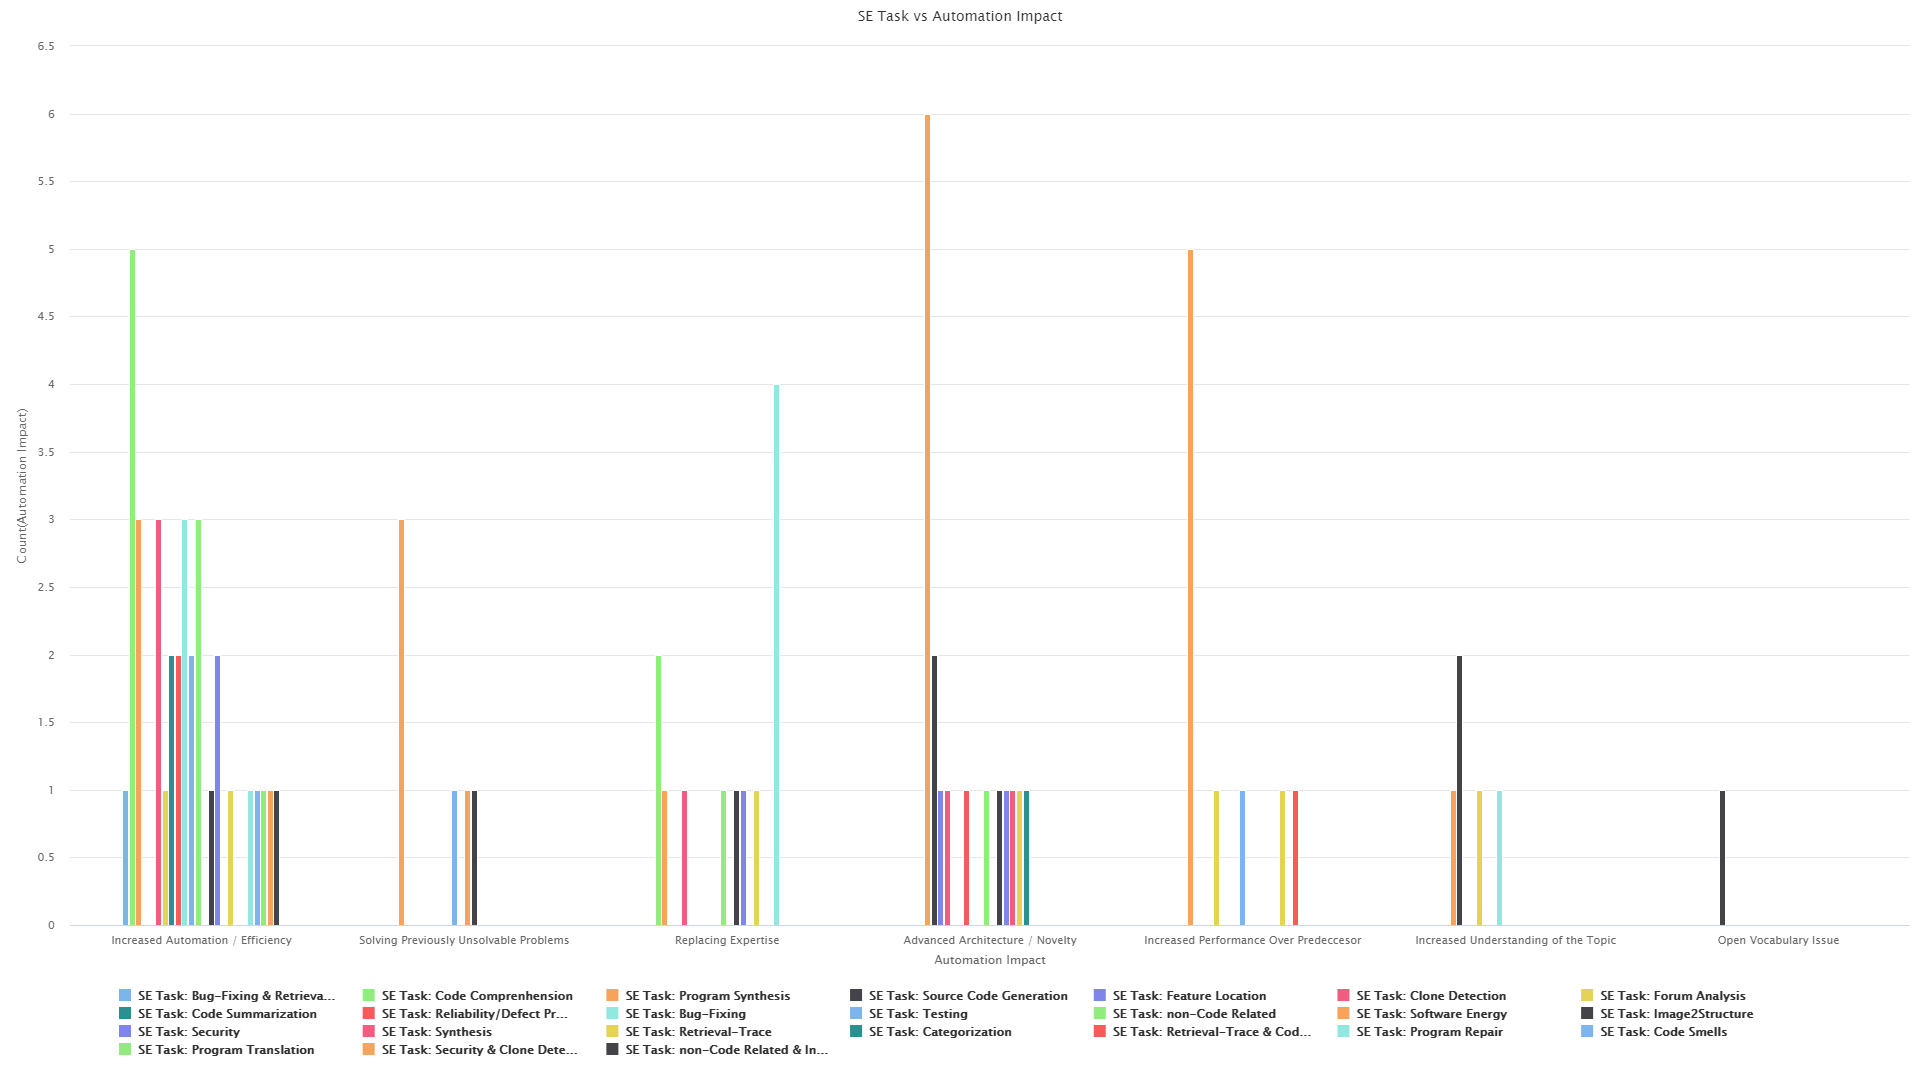 SE Task vs Automation Impact
6.5
6
5.5
5
4.5
4
3.5
3
2.5
2
1.5
1
0.5
0
Count(Automation Impact)
Increased Automation / Efficiency
Solving Previously Unsolvable Problems
Replacing Expertise
Advanced Architecture / Novelty
Increased Performance Over Predeccesor
Increased Understanding of the Topic
Open Vocabulary Issue
Automation Impact
SE Task: Bug-Fixing & Retrieva... SE Task: Code Comprenhension SE Task: Program Synthesis SE Task: Source Code Generation SE Task: Feature Location SE Task: Clone Detection SE Task: Forum Analysis
SE Task: Code Summarization SE Task: Reliability/Defect Pr... SE Task: Bug-Fixing SE Task: Testing SE Task: non-Code Related SE Task: Software Energy SE Task: Image2Structure
SE Task: Security SE Task: Synthesis SE Task: Retrieval-Trace SE Task: Categorization SE Task: Retrieval-Trace & Cod... SE Task: Program Repair SE Task: Code Smells
SE Task: Program Translation SE Task: Security & Clone Dete... SE Task: non-Code Related & In...